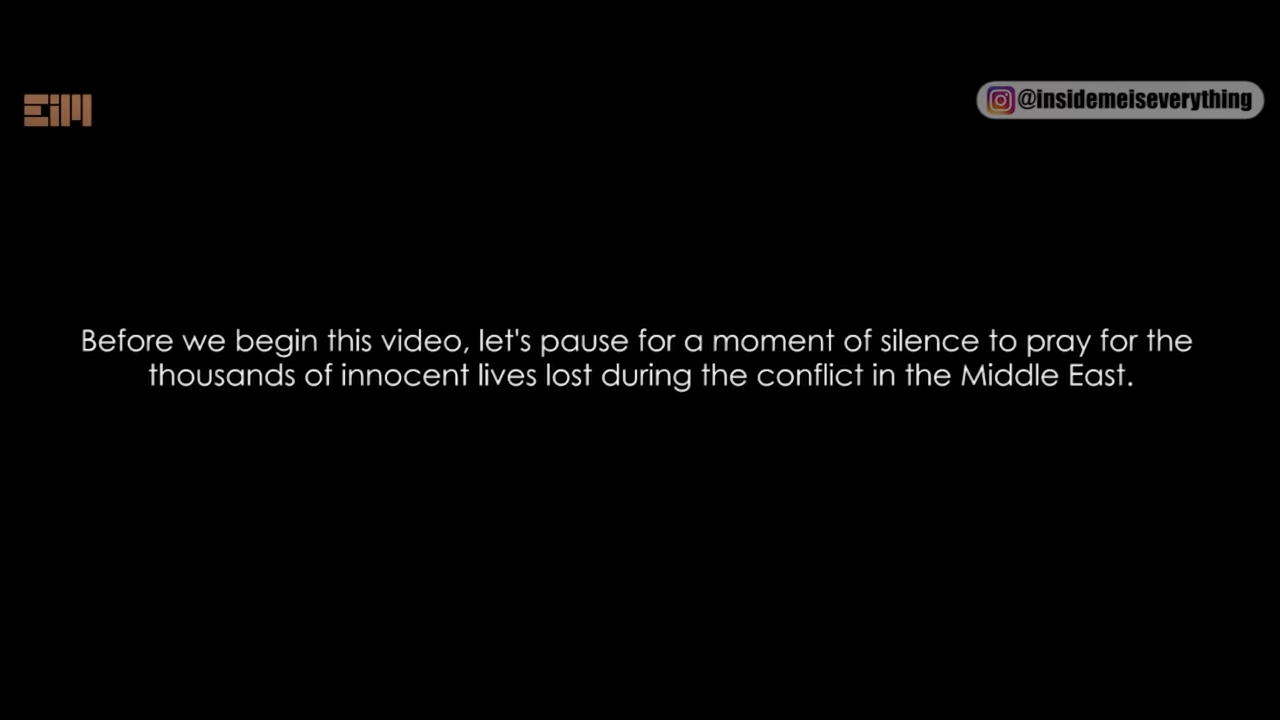 EiM
@insidemeiseverything
Before we begin this video, let's pause for a moment of silence to pray for the
thousands of innocent lives lost during the conflict in the Middle East.